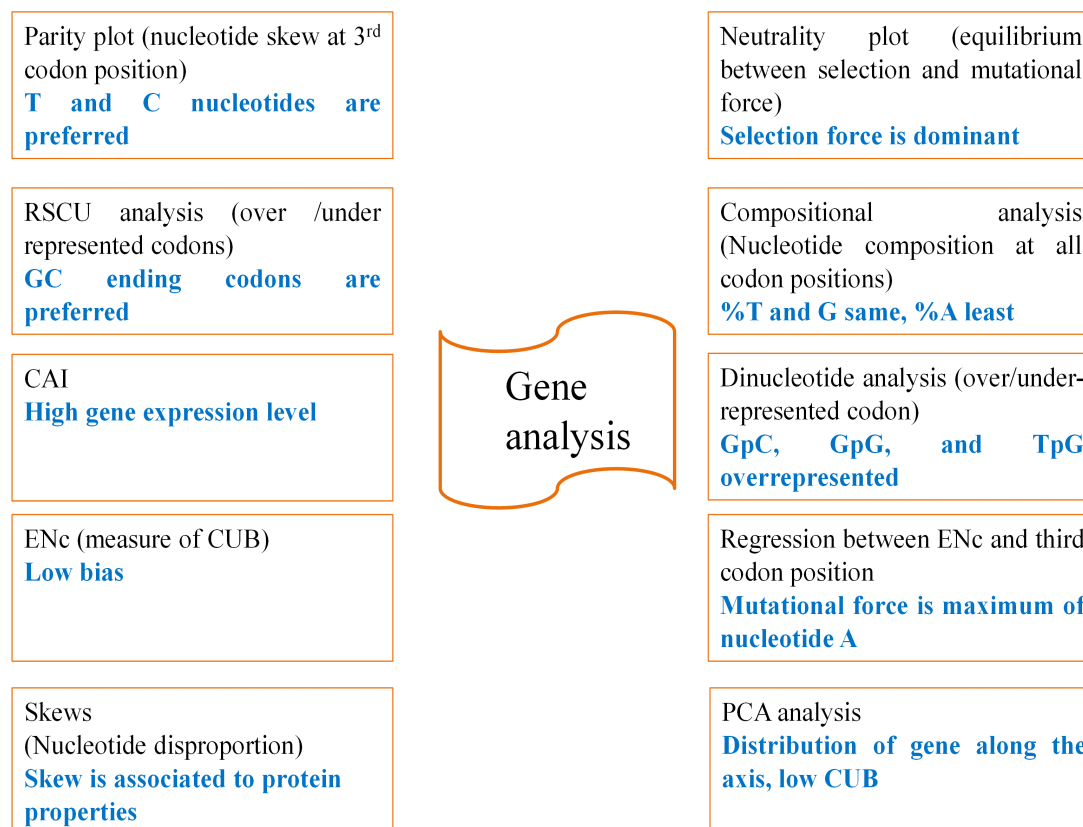 Parity plot (nucleotide skew at 3rd
codon position)
T and C nucleotides are
preferred
RSCU analysis (over /under
represented codons)
GC ending codons are
preferred
CAI
High gene expression level
ENc (measure of CUB)
Low bias
Skews
(Nucleotide disproportion)
Skew is associated to protein
properties
Gene
analysis
Neutrality plot (equilibrium
between selection and mutational
force)
Selection force is dominant
Compositional analysis
(Nucleotide composition at all
codon positions)
%T and G same, %A least
Dinucleotide analysis (over/under-
represented codon)
GpC, GpG, and TpG
overrepresented
Regression between ENc and third
codon position
Mutational force is maximum of
nucleotide A
PCA analysis
Distribution of gene along the
axis, low CUB